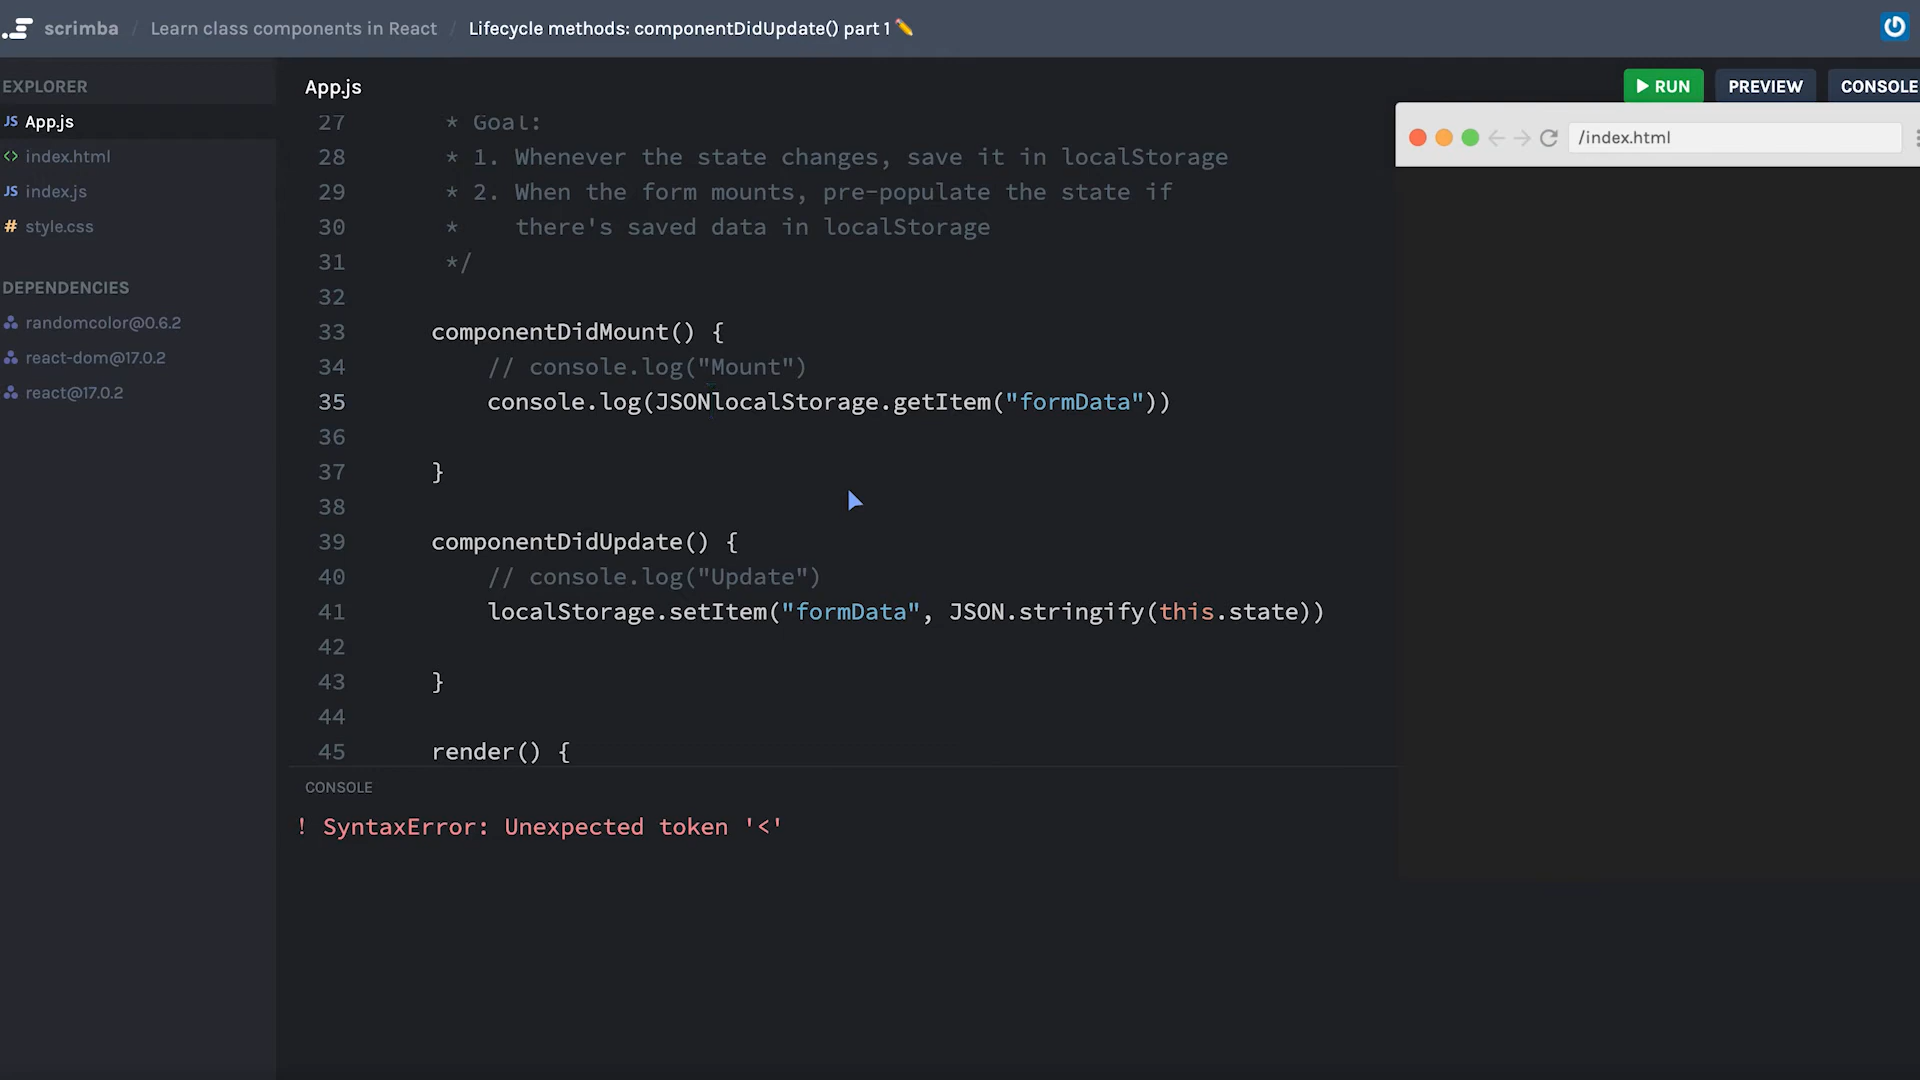 scrimba / Learn class components in React / Lifecycle methods: componentDidUpdate() part 1✏️
EXPLORER
JS App.js
<> index.html
JS index.js
# style.css
DEPENDENCIES
randomcolor@0.6.2
react-dom@17.0.2
react@17.0.2
App.js
RUN PREVIEW CONSOLE
/index.html
27 * Goal:
28 * 1. Whenever the state changes, save it in localStorage
29 * 2. When the form mounts, pre-populate the state if
30 * there's saved data in localStorage
31 */
32
33 componentDidMount() {
34 // console.log("Mount")
35 console.log(JSONlocalStorage.getItem("formData"))
36
37 }
38
39 componentDidUpdate() {
40 // console.log("Update")
41 localStorage.setItem("formData", JSON.stringify(this.state))
42
43 }
44
45 render() {
CONSOLE
! SyntaxError: Unexpected token '<'